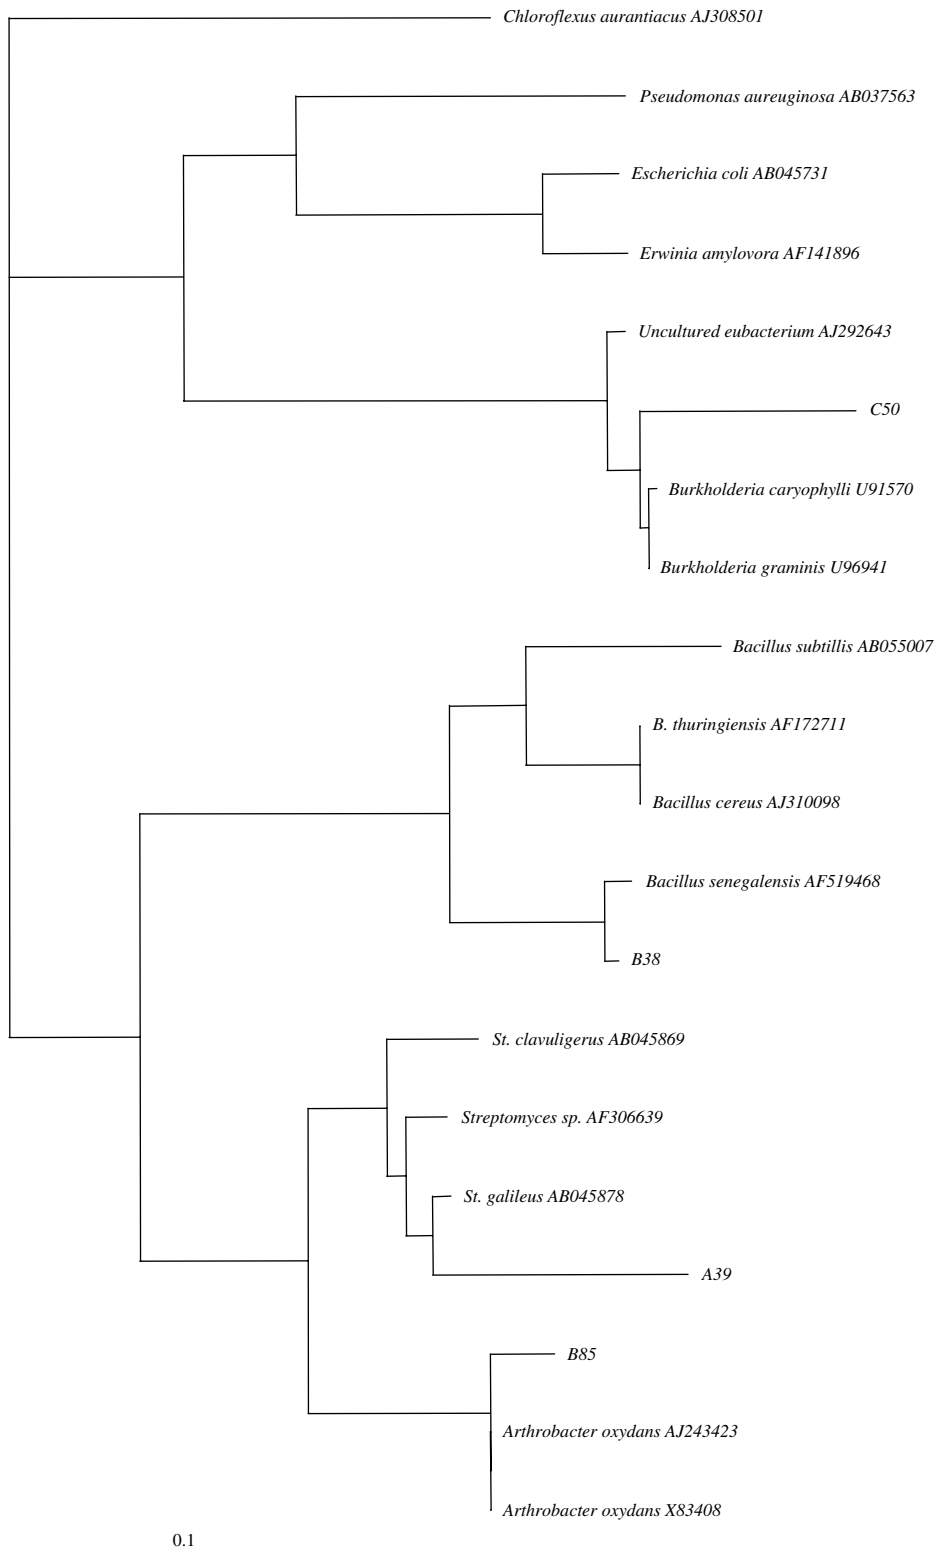 Chloroflexus aurantiacus AJ308501
Pseudomonas aureuginosa AB037563
Escherichia coli AB045731
Erwinia amylovora AF141896
Uncultured eubacterium AJ292643
C50
Burkholderia caryophylli U91570
Burkholderia graminis U96941
Bacillus subtillis AB055007
B. thuringiensis AF172711
Bacillus cereus AJ310098
Bacillus senegalensis AF519468
B38
St. clavuligerus AB045869
Streptomyces sp. AF306639
St. galileus AB045878
A39
B85
Arthrobacter oxydans AJ243423
Arthrobacter oxydans X83408
0.1